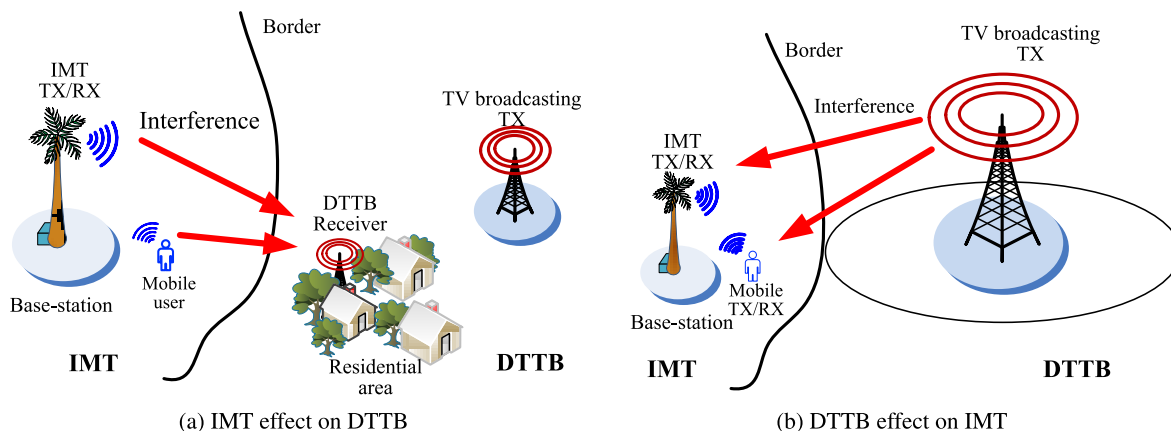 Border
IMT
TX/RX
Interference
TV broadcasting
TX
DTTB
Receiver
Mobile
user
Base-station
IMT
Residential
area
DTTB
(a) IMT effect on DTTB
TV broadcasting
TX
Border
Interference
IMT
TX/RX
Mobile
TX/RX
Base-station
IMT
DTTB
(b) DTTB effect on IMT